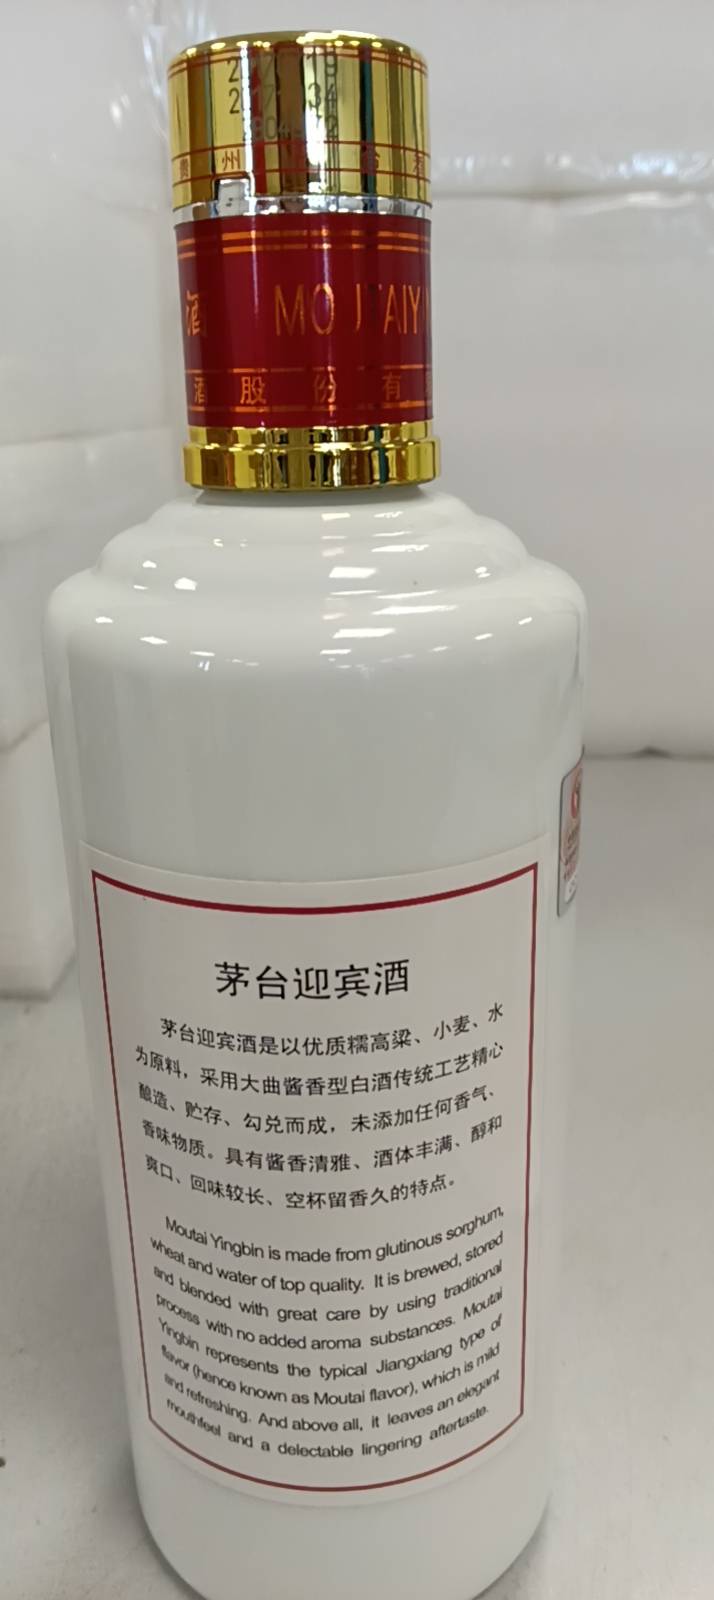 贵 州
酒 MOUTAIY
酒 股 份 有
茅台迎宾酒
茅台迎宾酒是以优质糯高粱、小麦、水
为原料，采用大曲酱香型白酒传统工艺精心
酿造、贮存、勾兑而成，未添加任何香气、
香味物质。具有酱香清雅、酒体丰满、醇和
爽口、回味较长、空杯留香久的特点。
Moutai Yingbin is made from glutinous sorghum,
wheat and water of top quality. It is brewed, stored
and blended with great care by using traditional
process with no added aroma substances. Moutai
Yingbin represents the typical Jiangxiang type of
flavor (hence known as Moutai flavor), which is mild
and refreshing. And above all, it leaves an elegant
mouthfeel and a delectable lingering aftertaste.